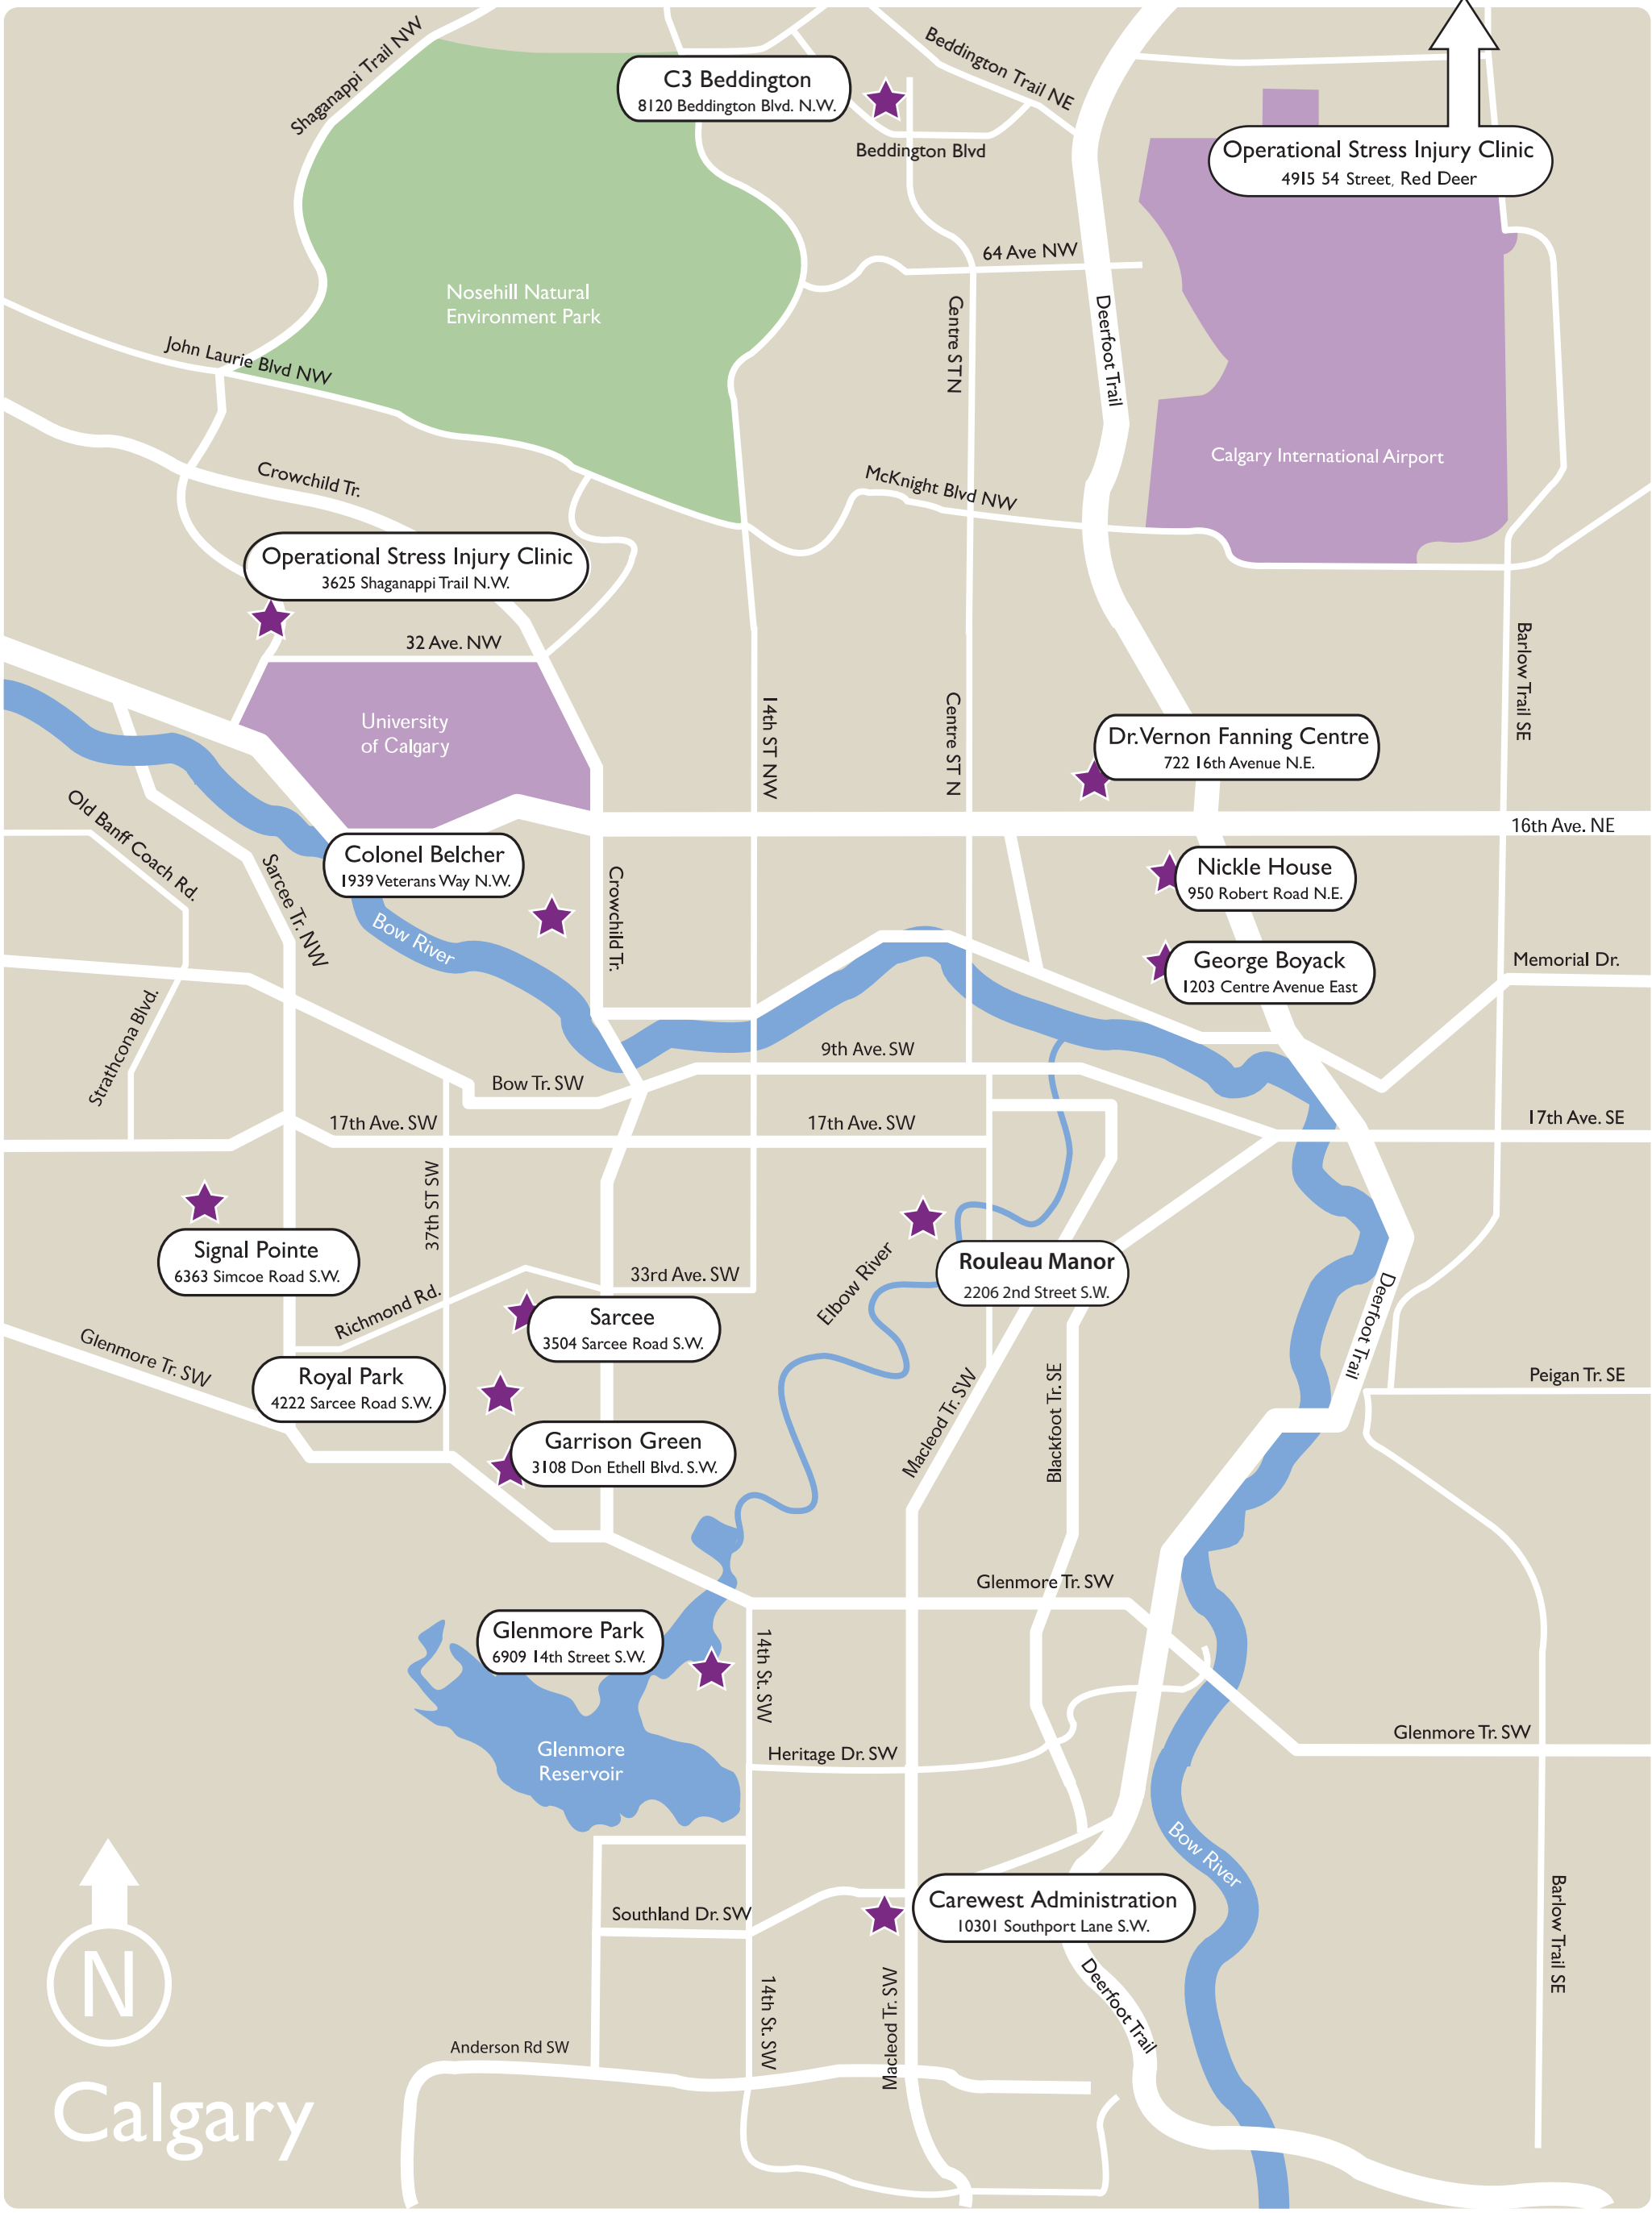 Shaganappi Trail NW
C3 Beddington
8120 Beddington Blvd. N.W.
Beddington Trail NE
Beddington Blvd
Operational Stress Injury Clinic
4915 54 Street, Red Deer
64 Ave NW
Nosehill Natural
Environment Park
Centre ST N
Deerfoot Trail
John Laurie Blvd NW
Calgary International Airport
Crowchild Tr.
McKnight Blvd NW
Operational Stress Injury Clinic
3625 Shaganappi Trail N.W.
32 Ave. NW
Barlow Trail SE
University
of Calgary
14th ST NW
Centre ST N
Dr. Vernon Fanning Centre
722 16th Avenue N.E.
16th Ave. NE
Old Banff Coach Rd.
Sarcee Tr. NW
Colonel Belcher
1939 Veterans Way N.W.
Nickle House
950 Robert Road N.E.
Crowchild Tr.
Bow River
George Boyack
1203 Centre Avenue East
Memorial Dr.
Strathcona Blvd.
9th Ave. SW
Bow Tr. SW
17th Ave. SW
17th Ave. SW
17th Ave. SE
37th ST SW
Signal Pointe
6363 Simcoe Road S.W.
Elbow River
Rouleau Manor
2206 2nd Street S.W.
33rd Ave. SW
Richmond Rd.
Sarcee
3504 Sarcee Road S.W.
Deerfoot Trail
Glenmore Tr. SW
Royal Park
4222 Sarcee Road S.W.
Peigan Tr. SE
Macleod Tr. SW
Blackfoot Tr. SE
Garrison Green
3108 Don Ethell Blvd. S.W.
Glenmore Tr. SW
Glenmore Park
6909 14th Street S.W.
14th St. SW
Glenmore Tr. SW
Glenmore
Reservoir
Heritage Dr. SW
Bow River
Carewest Administration
10301 Southport Lane S.W.
Southland Dr. SW
Barlow Trail SE
N
14th St. SW
Macleod Tr. SW
Deerfoot Trail
Anderson Rd SW
Calgary